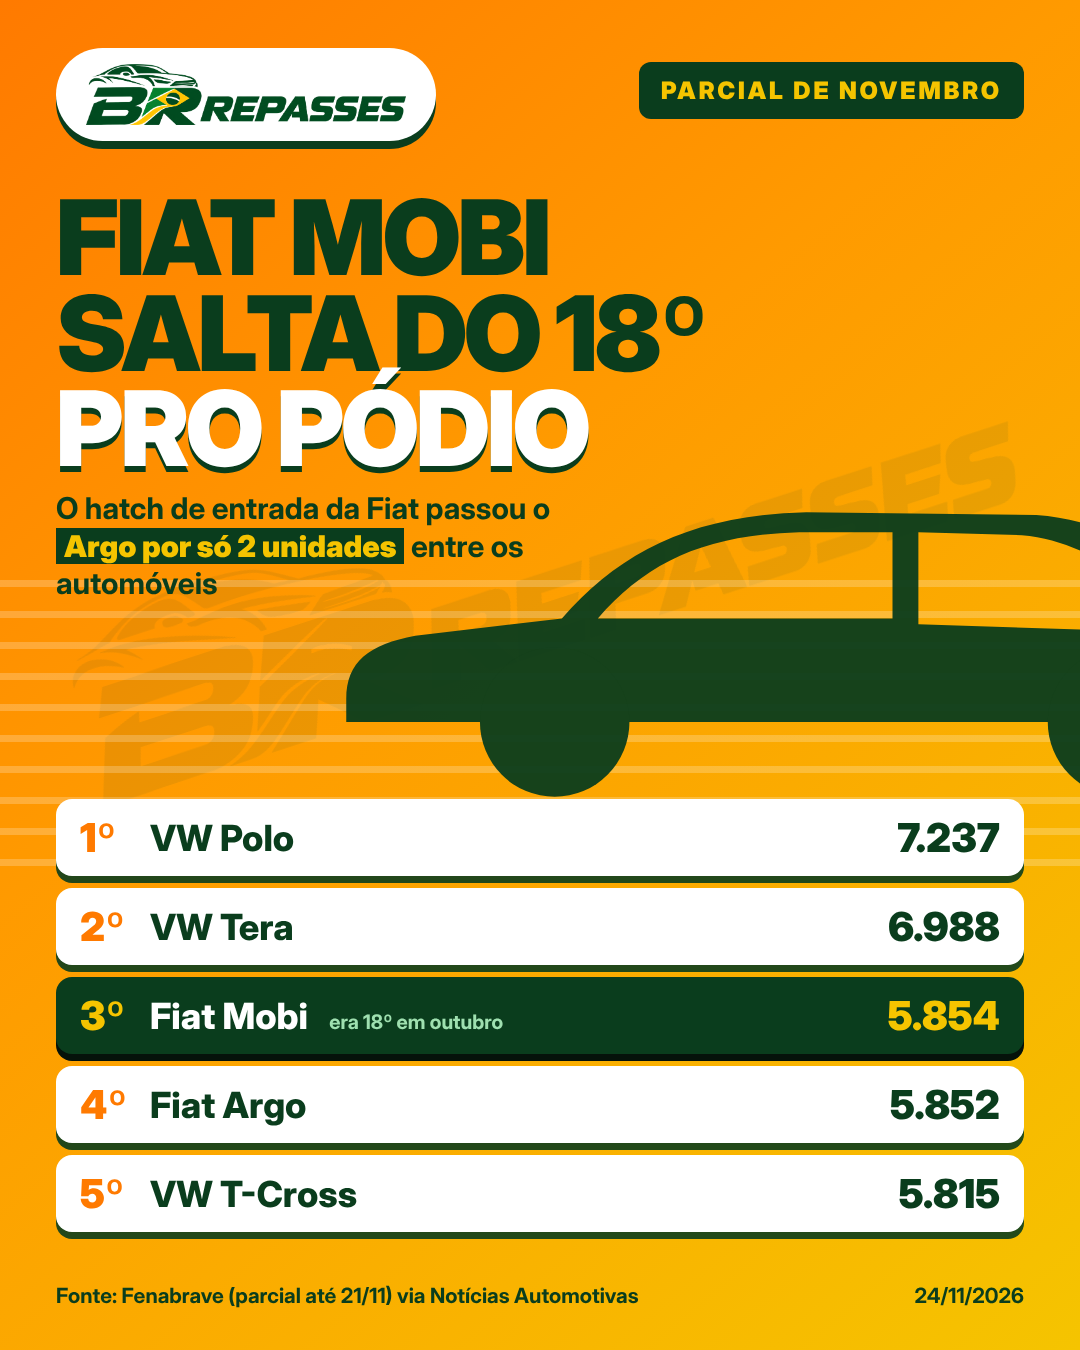 BR REPASSES
PARCIAL DE NOVEMBRO
FIAT MOBI
SALTA DO 18º
PRO PÓDIO
O hatch de entrada da Fiat passou o
Argo por só 2 unidades entre os
automóveis
BR REPASSES
1º VW Polo 7.237
2º VW Tera 6.988
3º Fiat Mobi era 18º em outubro 5.854
4º Fiat Argo 5.852
5º VW T-Cross 5.815
Fonte: Fenabrave (parcial até 21/11) via Notícias Automotivas 24/11/2026